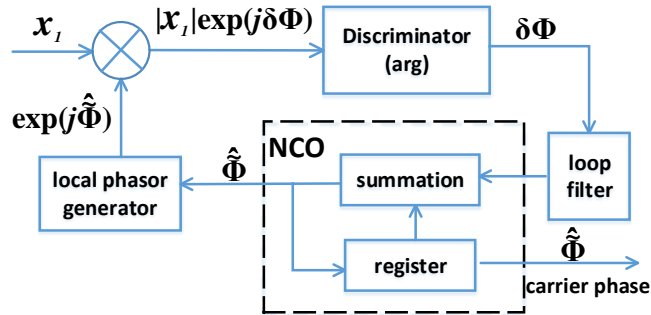 x₁
|x₁|exp(jδΦ)
Discriminator
(arg)
δΦ
exp(jΦ̃̂)
NCO
local phasor
generator
Φ̃̂
summation
loop
filter
register
Φ̃̂
carrier phase